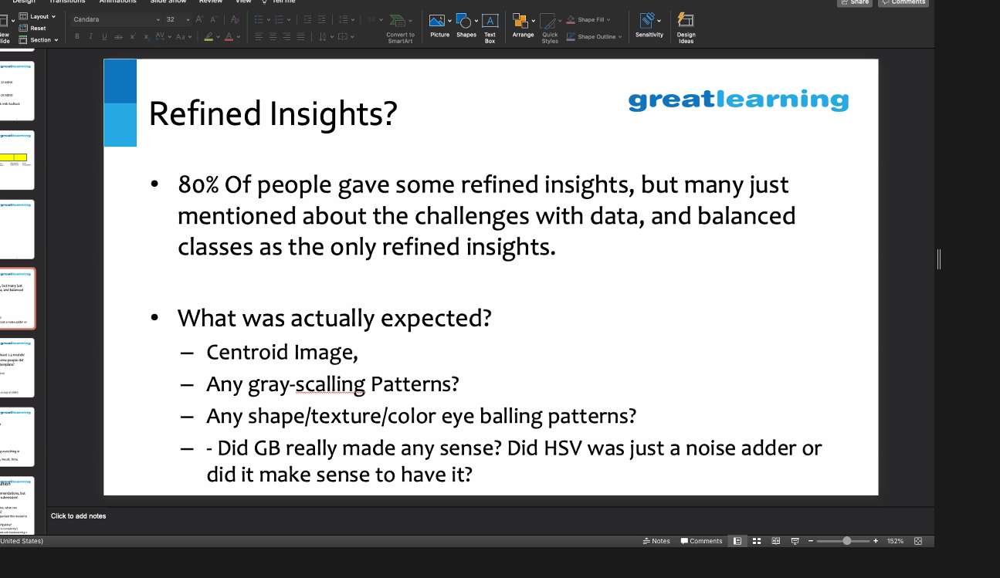 Design Transitions Animations Slide Show Review View Tell me
Share Comments
Layout
Reset
Section
Candara 32
Convert to
SmartArt
Picture Shapes Text
Box
Arrange Quick
Styles
Shape Fill
Shape Outline
Sensitivity Design
Ideas
greatlearning
Refined Insights?
• 80% Of people gave some refined insights, but many just
mentioned about the challenges with data, and balanced
classes as the only refined insights.
• What was actually expected?
– Centroid Image,
– Any gray-scalling Patterns?
– Any shape/texture/color eye balling patterns?
– - Did GB really made any sense? Did HSV was just a noise adder or
did it make sense to have it?
Click to add notes
United States)
Notes Comments 152%